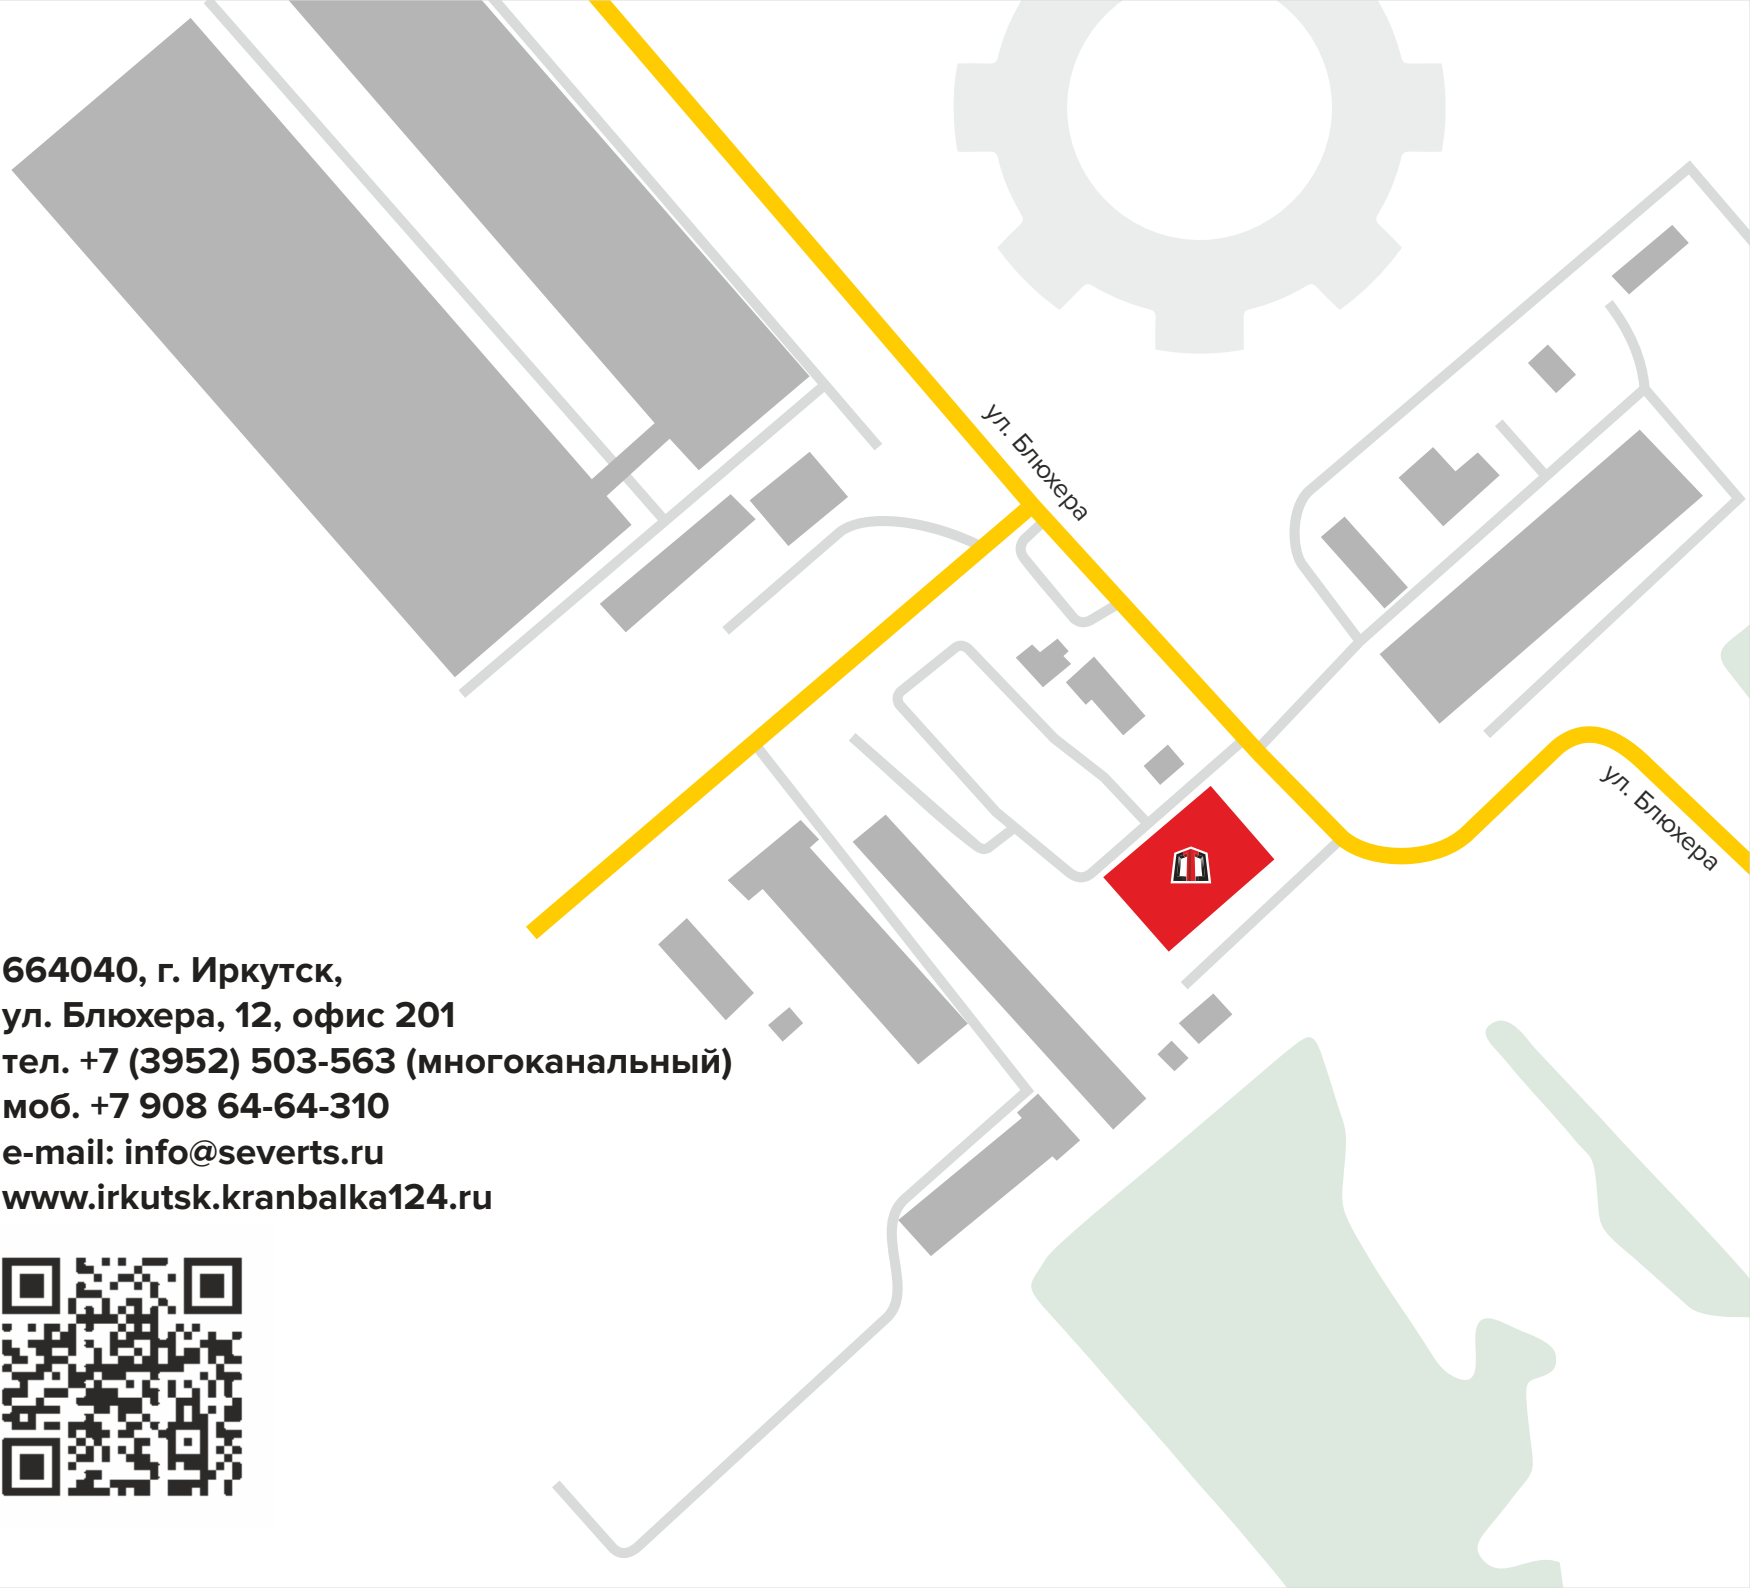 ул. Блюхера
ул. Блюхера
664040, г. Иркутск,
ул. Блюхера, 12, офис 201
тел. +7 (3952) 503-563 (многоканальный)
моб. +7 908 64-64-310
e-mail: info@severts.ru
www.irkutsk.kranbalka124.ru